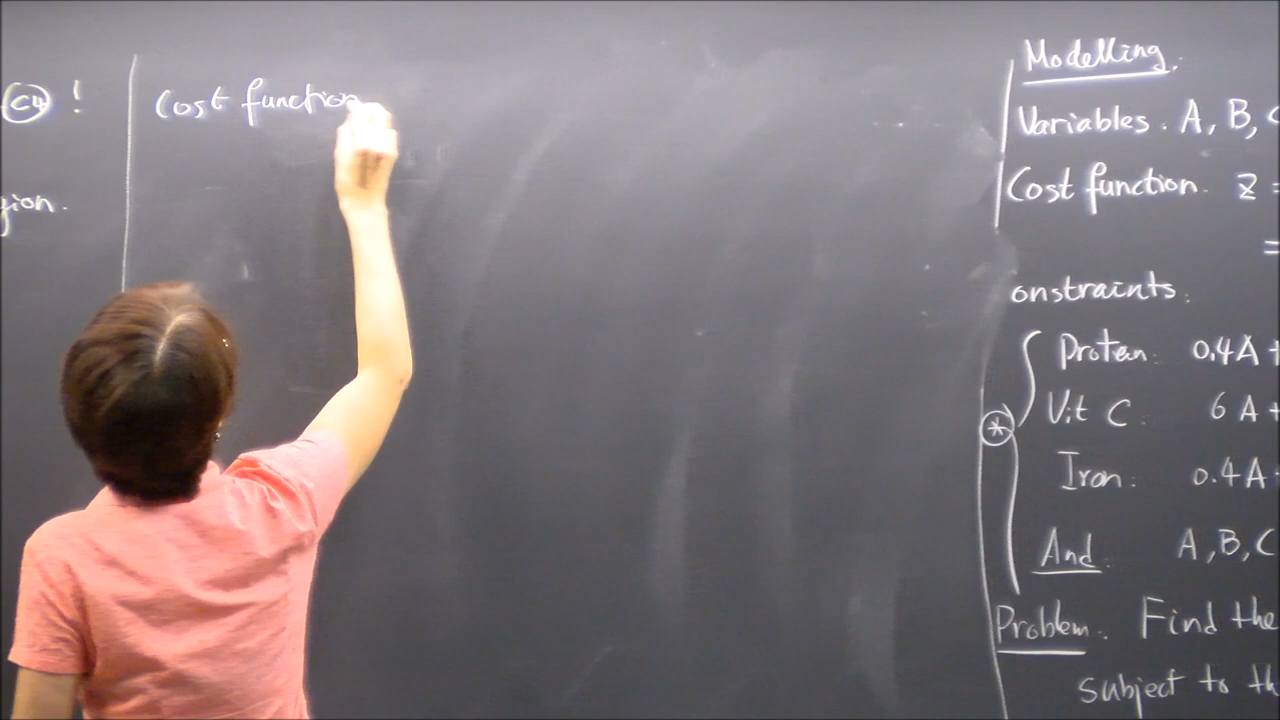 C4 !
gion.
Cost function
Modelling.
Variables. A, B, C
Cost function. Z =
=
onstraints.
Protein. 0.4A +
Vit C 6 A +
* Iron. 0.4A +
And. A, B, C
Problem. Find the
subject to th